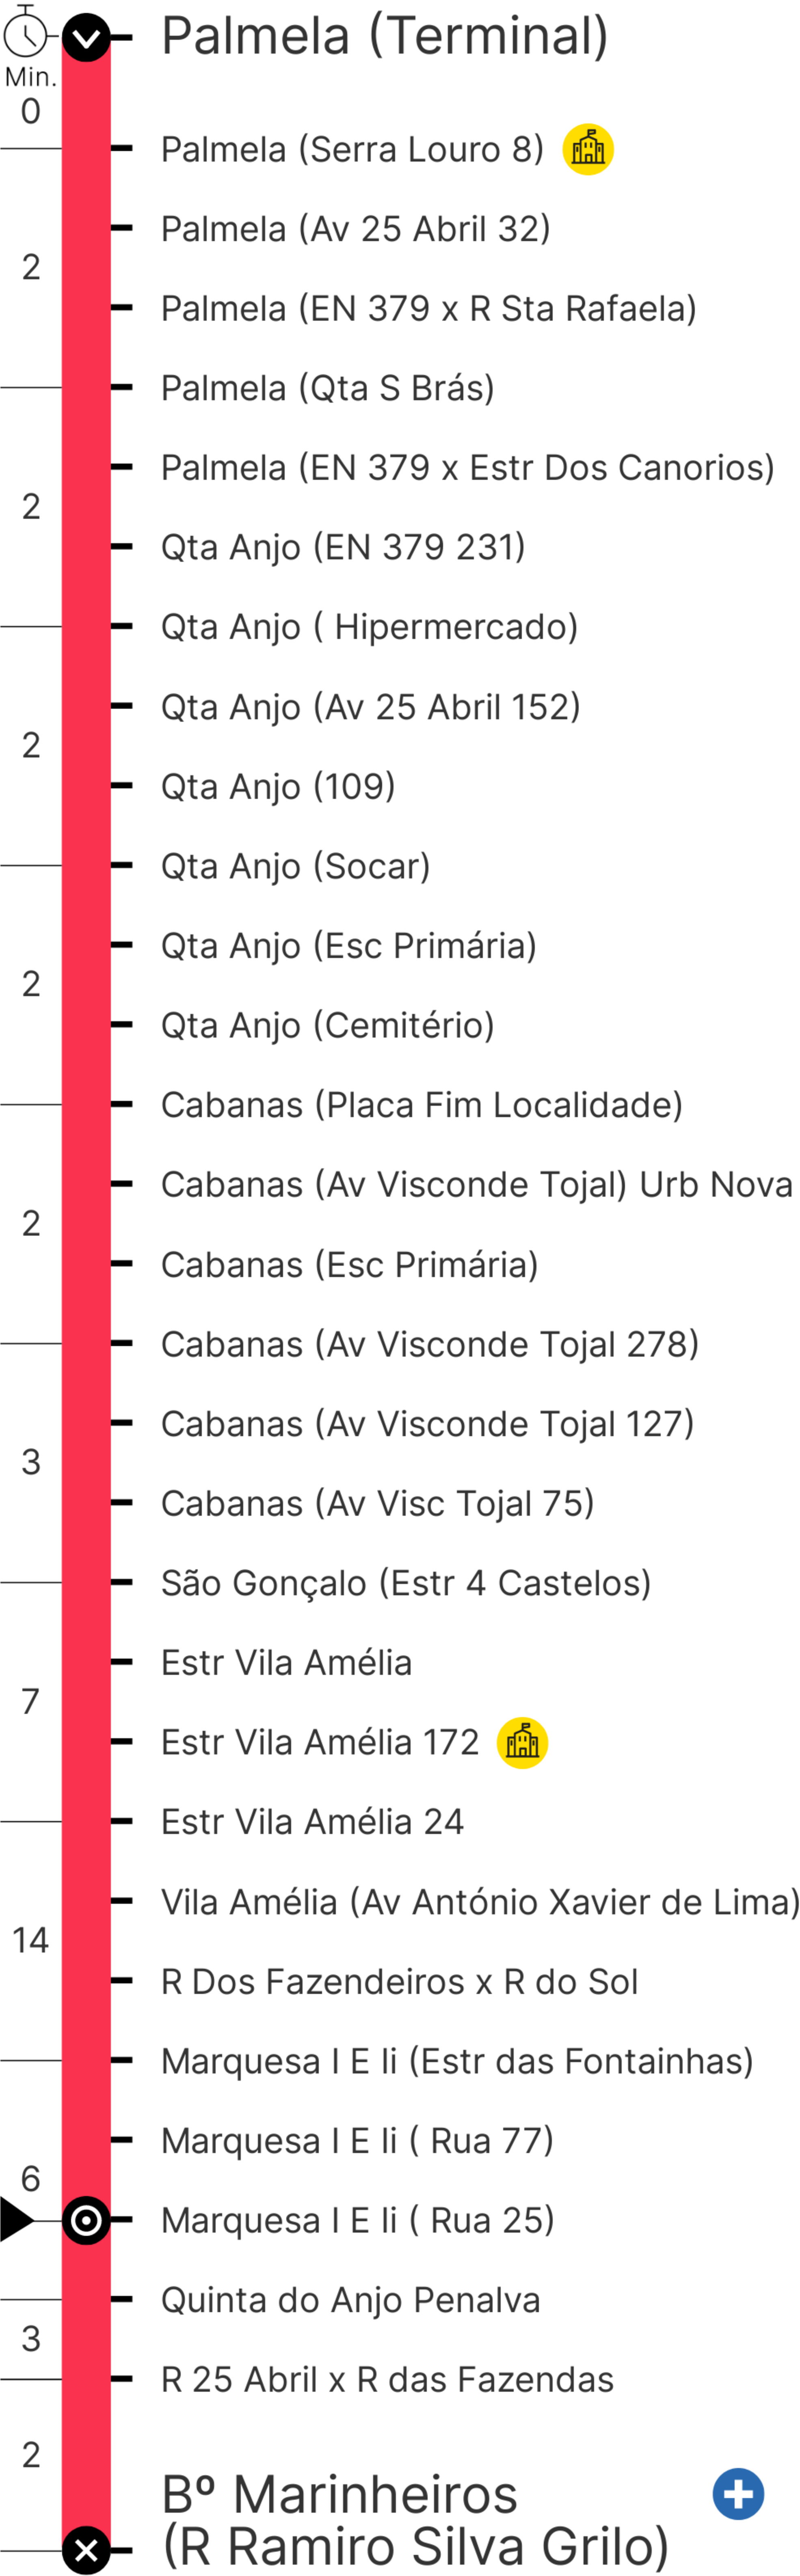 Palmela (Terminal)
Min.
0
Palmela (Serra Louro 8)
Palmela (Av 25 Abril 32)
2
Palmela (EN 379 x R Sta Rafaela)
Palmela (Qta S Brás)
Palmela (EN 379 x Estr Dos Canorios)
2
Qta Anjo (EN 379 231)
Qta Anjo ( Hipermercado)
Qta Anjo (Av 25 Abril 152)
2
Qta Anjo (109)
Qta Anjo (Socar)
Qta Anjo (Esc Primária)
2
Qta Anjo (Cemitério)
Cabanas (Placa Fim Localidade)
Cabanas (Av Visconde Tojal) Urb Nova
2
Cabanas (Esc Primária)
Cabanas (Av Visconde Tojal 278)
Cabanas (Av Visconde Tojal 127)
3
Cabanas (Av Visc Tojal 75)
São Gonçalo (Estr 4 Castelos)
Estr Vila Amélia
7
Estr Vila Amélia 172
Estr Vila Amélia 24
Vila Amélia (Av António Xavier de Lima)
14
R Dos Fazendeiros x R do Sol
Marquesa I E Ii (Estr das Fontainhas)
Marquesa I E Ii ( Rua 77)
6
Marquesa I E Ii ( Rua 25)
Quinta do Anjo Penalva
3
R 25 Abril x R das Fazendas
2
Bº Marinheiros
(R Ramiro Silva Grilo)